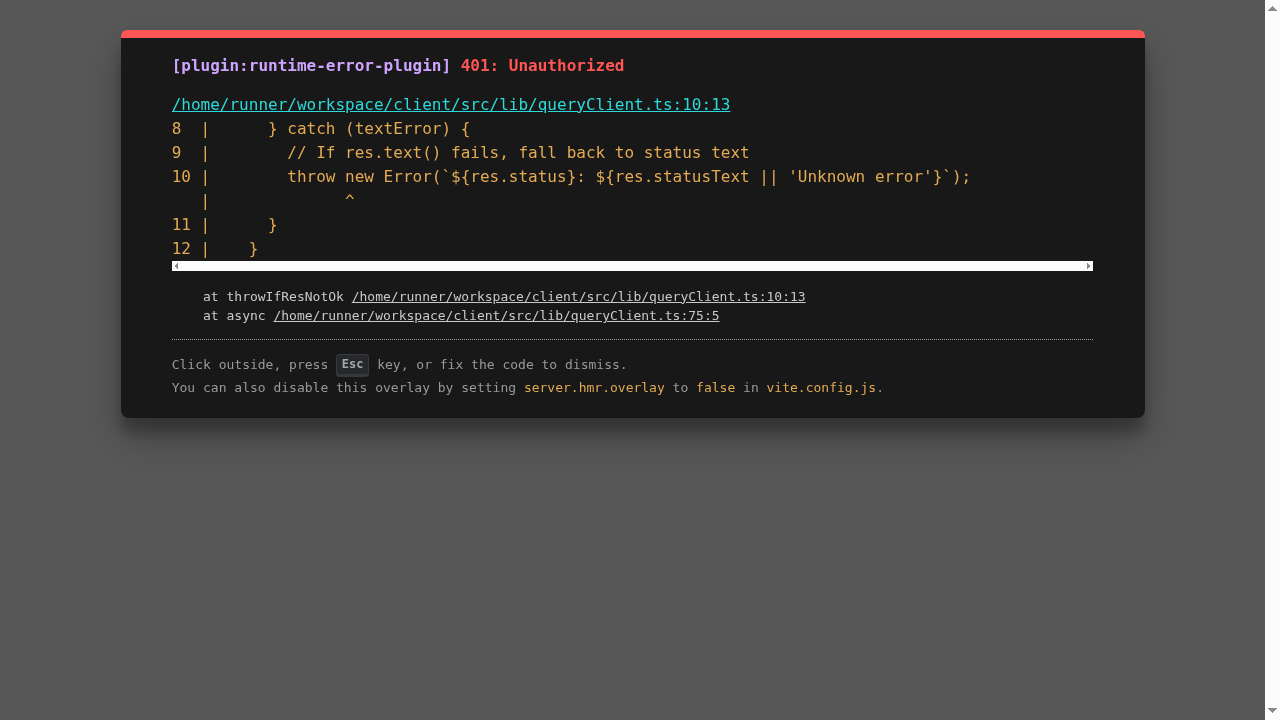 [plugin:runtime-error-plugin] 401: Unauthorized
/home/runner/workspace/client/src/lib/queryClient.ts:10:13
8  |      } catch (textError) {
9  |        // If res.text() fails, fall back to status text
10 |        throw new Error(`${res.status}: ${res.statusText || 'Unknown error'}`);
   |              ^
11 |      }
12 |    }
at throwIfResNotOk /home/runner/workspace/client/src/lib/queryClient.ts:10:13
at async /home/runner/workspace/client/src/lib/queryClient.ts:75:5
Click outside, press Esc key, or fix the code to dismiss.
You can also disable this overlay by setting server.hmr.overlay to false in vite.config.js.